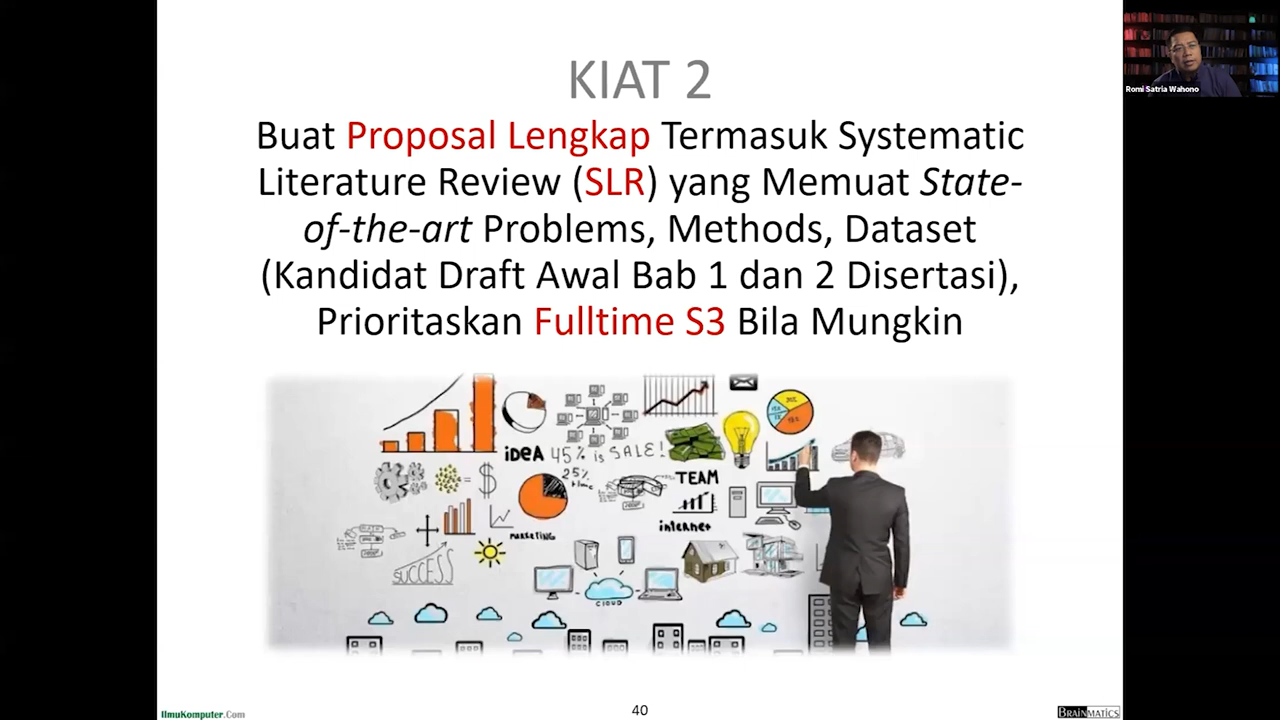 KIAT 2
Buat Proposal Lengkap Termasuk Systematic
Literature Review (SLR) yang Memuat State-
of-the-art Problems, Methods, Dataset
(Kandidat Draft Awal Bab 1 dan 2 Disertasi),
Prioritaskan Fulltime S3 Bila Mungkin
Romi Satria Wahono
iDEA 45% is SALE!
25%
time
TEAM
internet
MARKETING
SUCCESS
CLOUD
IlmuKomputer.Com
40
BRAINMATICS